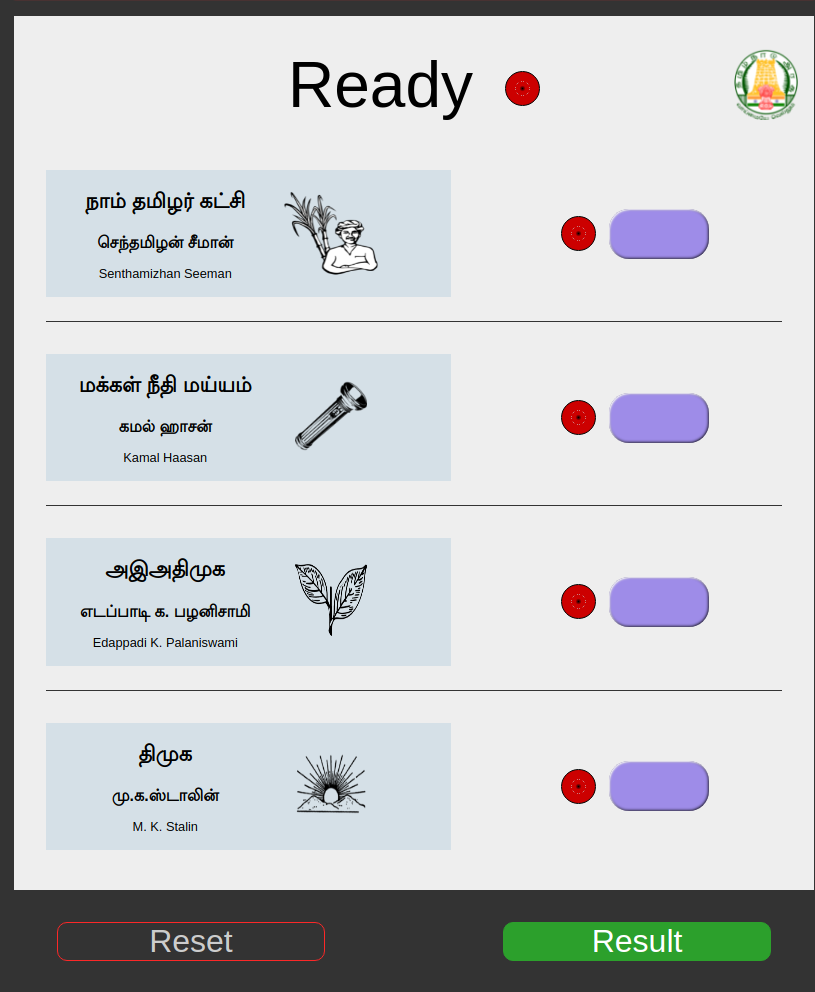 Ready
நாம் தமிழர் கட்சி
செந்தமிழன் சீமான்
Senthamizhan Seeman
மக்கள் நீதி மய்யம்
கமல் ஹாசன்
Kamal Haasan
அஇஅதிமுக
எடப்பாடி க. பழனிசாமி
Edappadi K. Palaniswami
திமுக
மு.க.ஸ்டாலின்
M. K. Stalin
Reset
Result